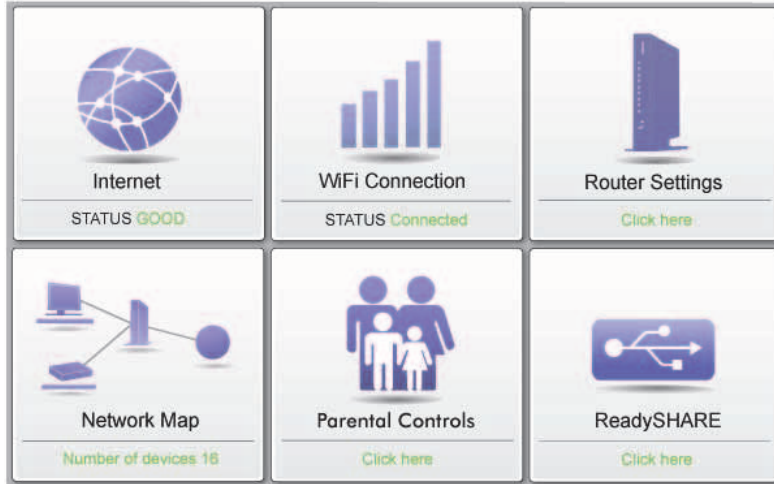 Internet
STATUS GOOD
WiFi Connection
STATUS Connected
Router Settings
Click here
Network Map
Number of devices 16
Parental Controls
Click here
ReadySHARE
Click here